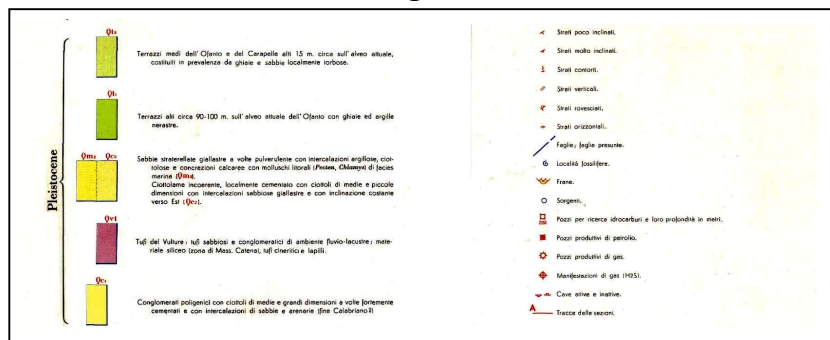 Pleistocene
Qt₂
Terrazzi medi dell'Ofanto e del Carapelle alti 15 m. circa sull'alveo attuale,
costituiti in prevalenza da ghiaie e sabbie localmente torbose.
Qt₁
Terrazzi alti circa 90-100 m. sull'alveo attuale dell'Ofanto con ghiaie ed argille
nerastre.
Qm₂ Qc₂
Sabbie straterellate giallastre a volte pulverulente con intercalazioni argillose, ciot-
tolose e concrezioni calcaree con molluschi litorali (Pecten, Chlamys) di facies
marina (Qm₂).
Ciottolame incoerente, localmente cementato con ciottoli di medie e piccole
dimensioni con intercalazioni sabbiose giallastre e con inclinazione costante
verso Est (Qc₂).
Qvt
Tufi del Vulture: tufi sabbiosi e conglomeratici di ambiente fluvio-lacustre; mate-
riale siliceo (zona di Mass. Catena), tufi cineritici e lapilli.
Qc₁
Conglomerati poligenici con ciottoli di medie e grandi dimensioni a volte fortemente
cementati e con intercalazioni di sabbie e arenarie (fine Calabriano?)
Strati poco inclinati.
Strati molto inclinati.
Strati contorti.
Strati verticali.
Strati rovesciati.
Strati orizzontali.
Faglie; faglie presunte.
Località fossilifere.
Frane.
Sorgenti.
Pozzi per ricerca idrocarburi e loro profondità in metri.
Pozzi produttivi di petrolio.
Pozzi produttivi di gas.
Manifestazioni di gas (H2S).
Cave attive e inattive.
A Tracce delle sezioni.